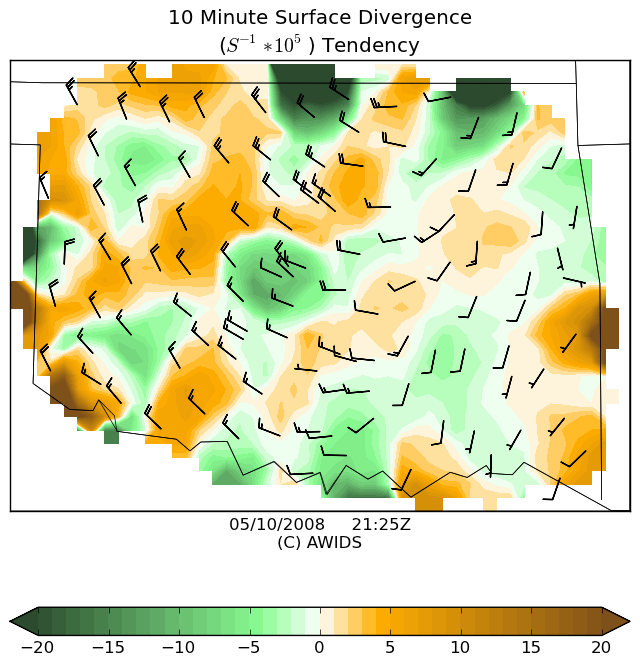 10 Minute Surface Divergence
(S⁻¹ *10⁵ ) Tendency
05/10/2008 21:25Z
(C) AWIDS
−20 −15 −10 −5 0 5 10 15 20